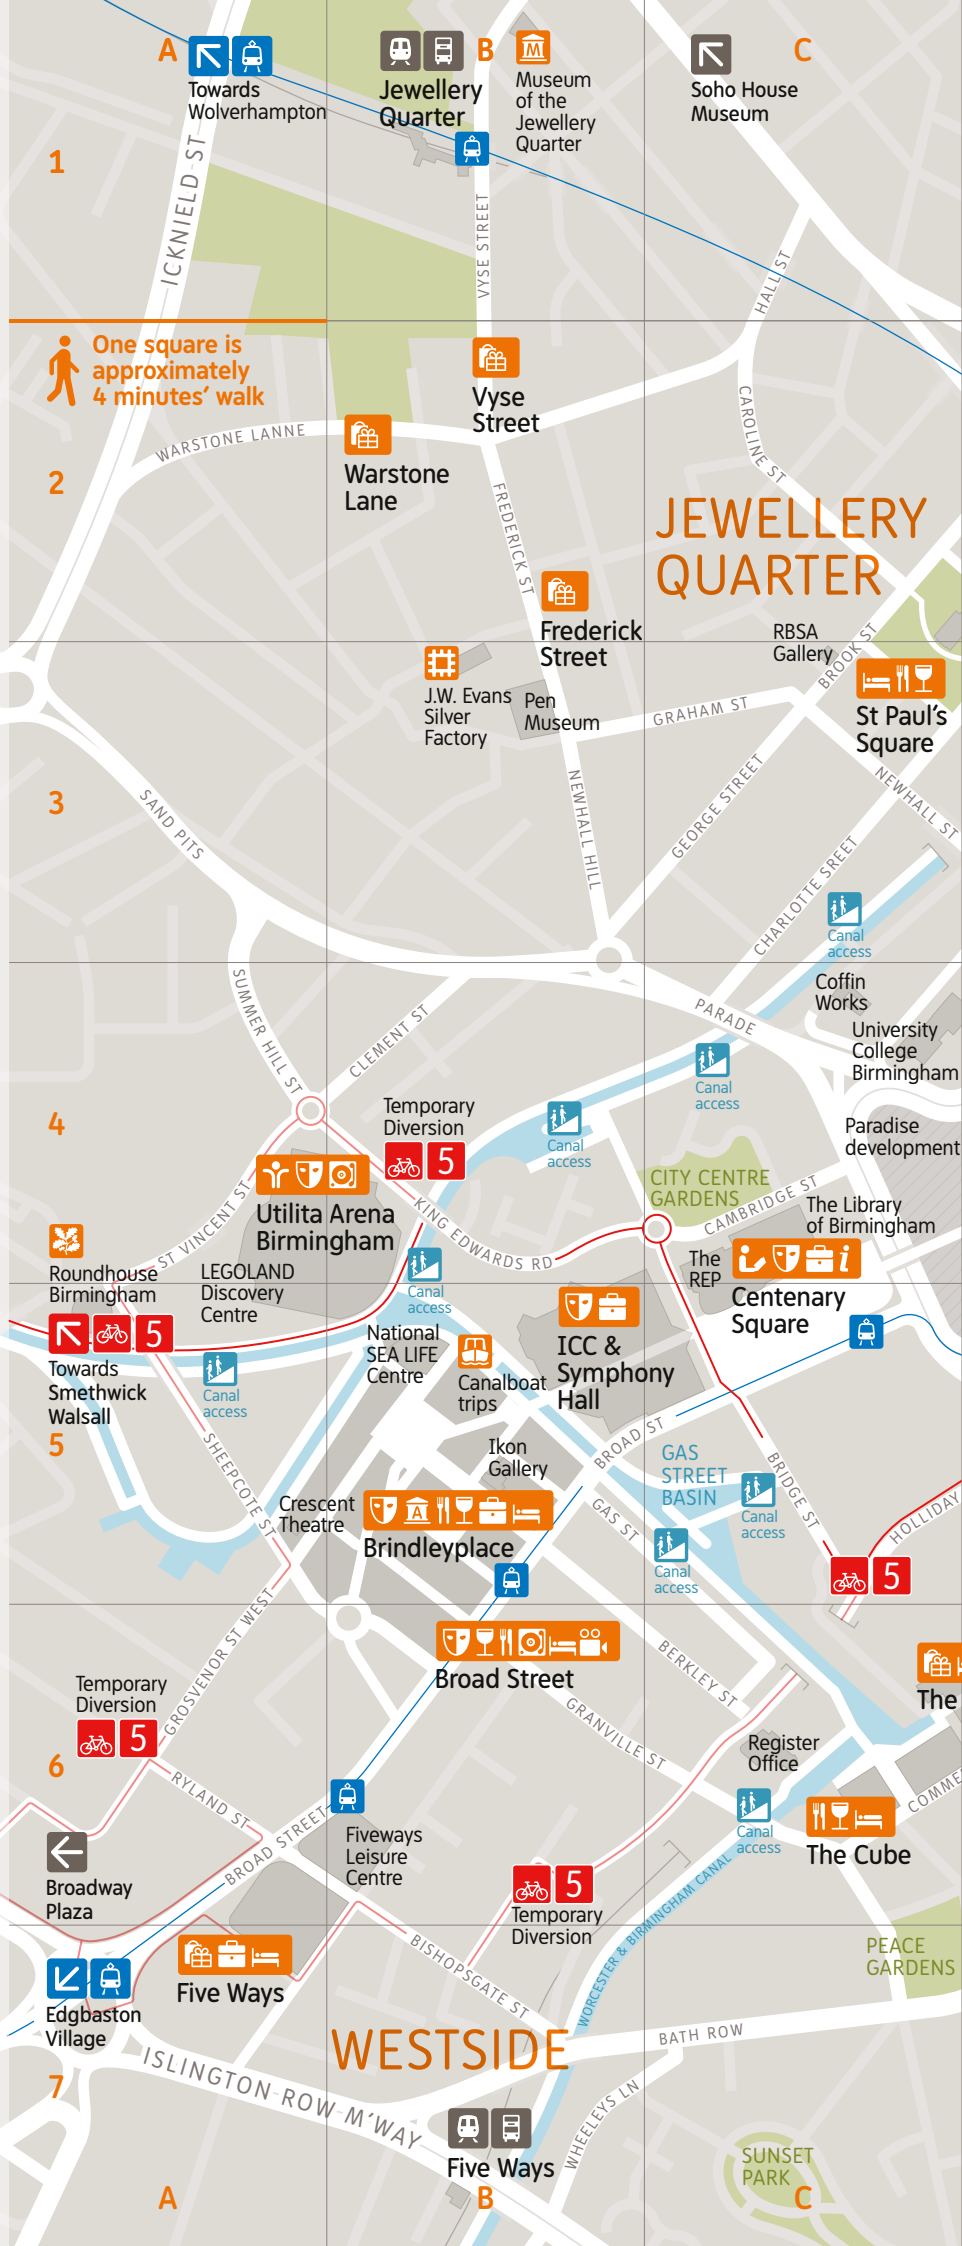 A
B
C
Towards
Wolverhampton
Jewellery
Quarter
M
Museum
of the
Jewellery
Quarter
Soho House
Museum
1
ICKNIELD ST
VYSE STREET
HALL ST
One square is
approximately
4 minutes' walk
Vyse
Street
WARSTONE LANNE
Warstone
Lane
CAROLINE ST
2
FREDERICK ST
JEWELLERY
QUARTER
Frederick
Street
RBSA
Gallery
BROOK ST
J.W. Evans
Silver
Factory
Pen
Museum
GRAHAM ST
St Paul's
Square
3
SAND PITS
NEWHALL HILL
GEORGE STREET
NEWHALL ST
CHARLOTTE SREET
Canal
access
SUMMER HILL ST
CLEMENT ST
PARADE
Coffin
Works
University
College
Birmingham
Canal
access
4
Temporary
Diversion
5
Canal
access
Paradise
development
CITY CENTRE
GARDENS
CAMBRIDGE ST
ST VINCENT ST
Utilita Arena
Birmingham
KING EDWARDS RD
The Library
of Birmingham
The
REP
i
Centenary
Square
Roundhouse
Birmingham
LEGOLAND
Discovery
Centre
Canal
access
5
Towards
Smethwick
Walsall
Canal
access
National
SEA LIFE
Centre
Canalboat
trips
ICC &
Symphony
Hall
5
SHEEPCOTE ST
Ikon
Gallery
BROAD ST
GAS
STREET
BASIN
BRIDGE ST
Canal
access
Crescent
Theatre
A
Brindleyplace
GAS ST
Canal
access
HOLLIDAY
5
GROSVENOR ST WEST
Broad Street
BERKLEY ST
The
Temporary
Diversion
5
GRANVILLE ST
Register
Office
6
RYLAND ST
BROAD STREET
Fiveways
Leisure
Centre
Canal
access
The Cube
COMME
Broadway
Plaza
5
Temporary
Diversion
WORCESTER & BIRMINGHAM CANAL
BISHOPSGATE ST
PEACE
GARDENS
Five Ways
Edgbaston
Village
WESTSIDE
BATH ROW
7
ISLINGTON ROW M'WAY
WHEELEYS LN
Five Ways
SUNSET
PARK
A
B
C